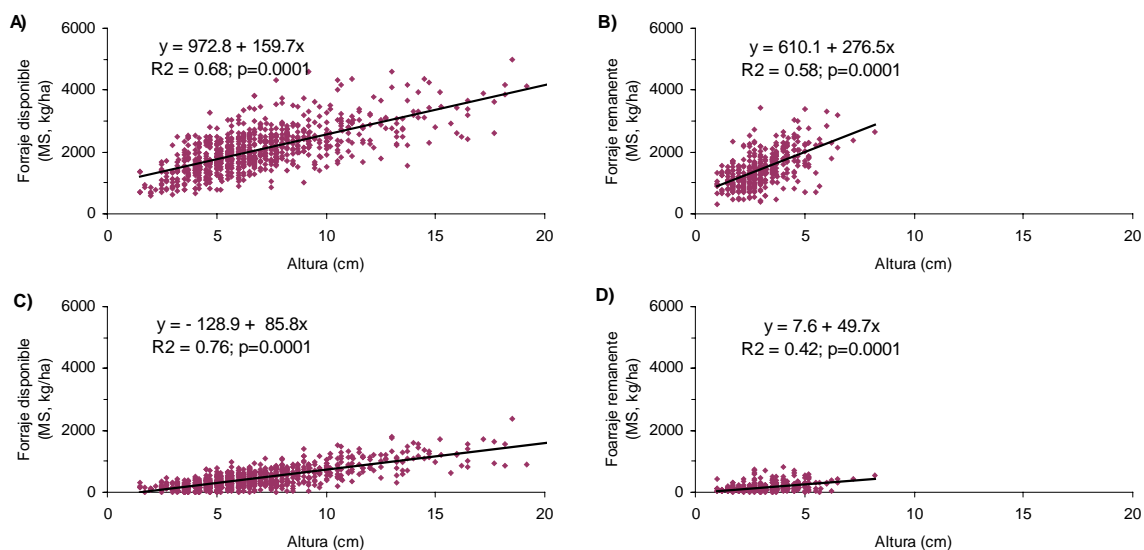 A)
6000
y = 972.8 + 159.7x
R2 = 0.68; p=0.0001
4000
2000
0
Forraje disponible
(MS, kg/ha)
0 5 10 15 20
Altura (cm)
B)
6000
y = 610.1 + 276.5x
R2 = 0.58; p=0.0001
4000
2000
0
Forraje remanente
(MS, kg/ha)
0 5 10 15 20
Altura (cm)
C)
6000
y = - 128.9 + 85.8x
R2 = 0.76; p=0.0001
4000
2000
0
Forraje disponible
(MS, kg/ha)
0 5 10 15 20
Altura (cm)
D)
6000
y = 7.6 + 49.7x
R2 = 0.42; p=0.0001
4000
2000
0
Foarraje remanente
(MS, kg/ha)
0 5 10 15 20
Altura (cm)